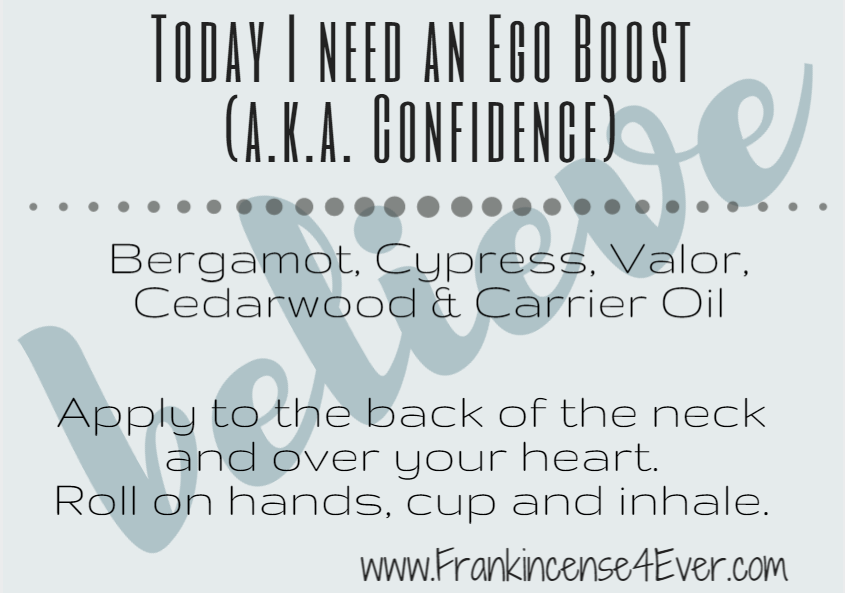 Today I need an Ego Boost
(a.k.a. Confidence)
believe
Bergamot, Cypress, Valor,
Cedarwood & Carrier Oil
Apply to the back of the neck
and over your heart.
Roll on hands, cup and inhale.
www.Frankincense4Ever.com